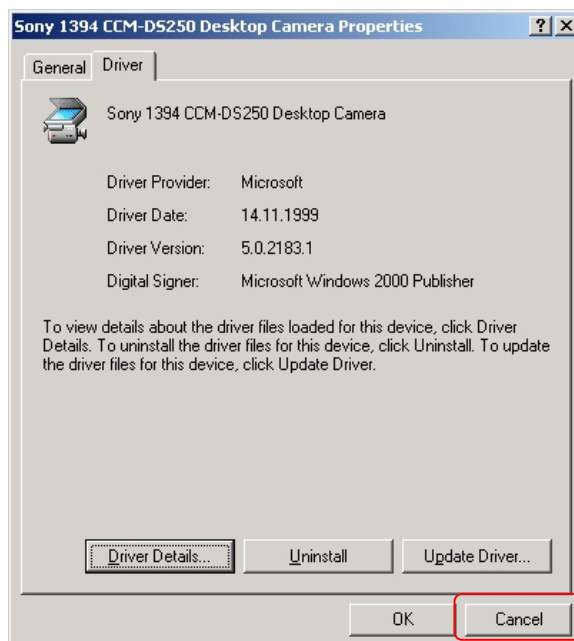 Sony 1394 CCM-DS250 Desktop Camera Properties ? X
General Driver
Sony 1394 CCM-DS250 Desktop Camera
Driver Provider: Microsoft
Driver Date: 14.11.1999
Driver Version: 5.0.2183.1
Digital Signer: Microsoft Windows 2000 Publisher
To view details about the driver files loaded for this device, click Driver
Details. To uninstall the driver files for this device, click Uninstall. To update
the driver files for this device, click Update Driver.
Driver Details... Uninstall Update Driver...
OK Cancel